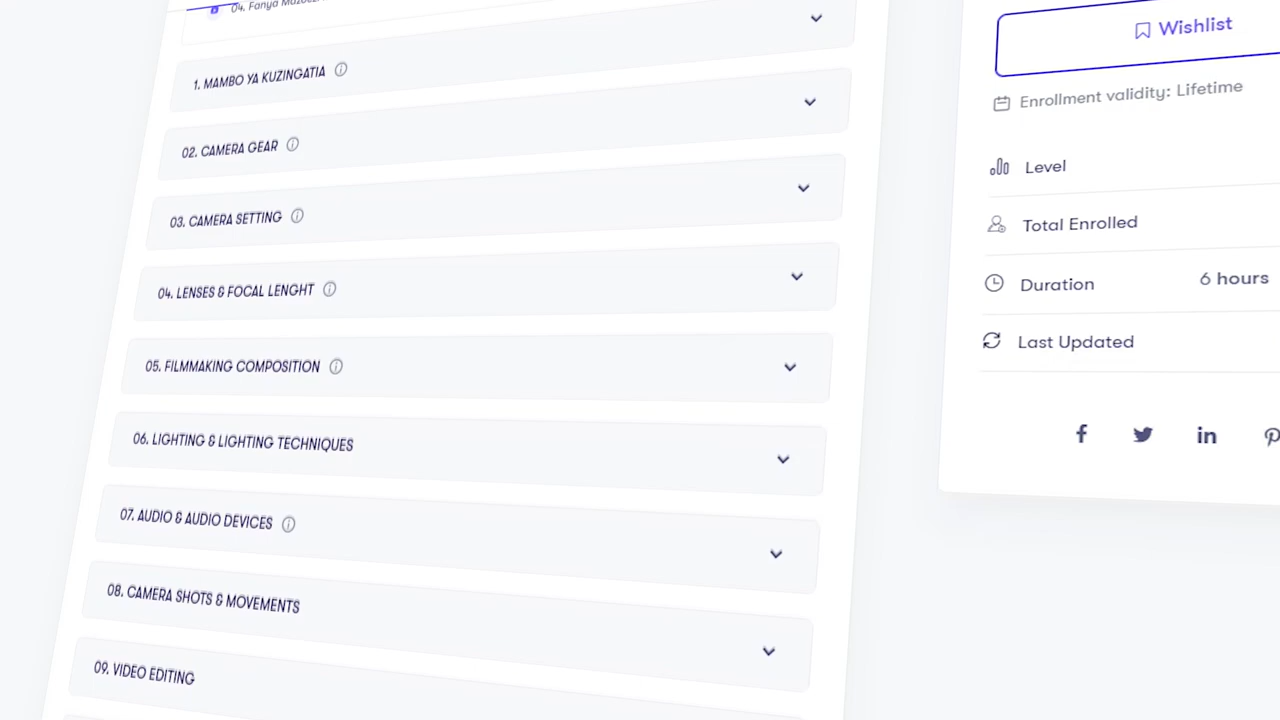 04. Fanya
1. MAMBO YA KUZINGATIA
02. CAMERA GEAR
03. CAMERA SETTING
04. LENSES & FOCAL LENGHT
05. FILMMAKING COMPOSITION
06. LIGHTING & LIGHTING TECHNIQUES
07. AUDIO & AUDIO DEVICES
08. CAMERA SHOTS & MOVEMENTS
09. VIDEO EDITING
Wishlist
Enrollment validity: Lifetime
Level
Total Enrolled
Duration 6 hours
Last Updated